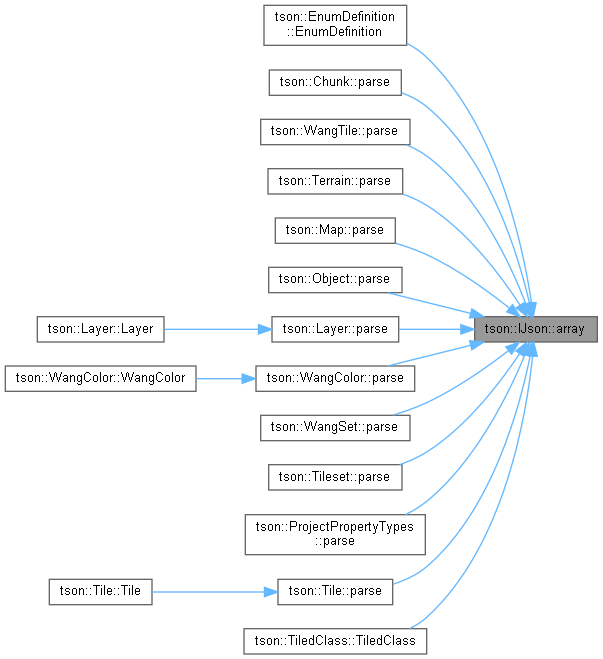 tson::EnumDefinition
::EnumDefinition
tson::Chunk::parse
tson::WangTile::parse
tson::Terrain::parse
tson::Map::parse
tson::Object::parse
tson::Layer::Layer
tson::Layer::parse
tson::IJson::array
tson::WangColor::WangColor
tson::WangColor::parse
tson::WangSet::parse
tson::Tileset::parse
tson::ProjectPropertyTypes
::parse
tson::Tile::Tile
tson::Tile::parse
tson::TiledClass::TiledClass